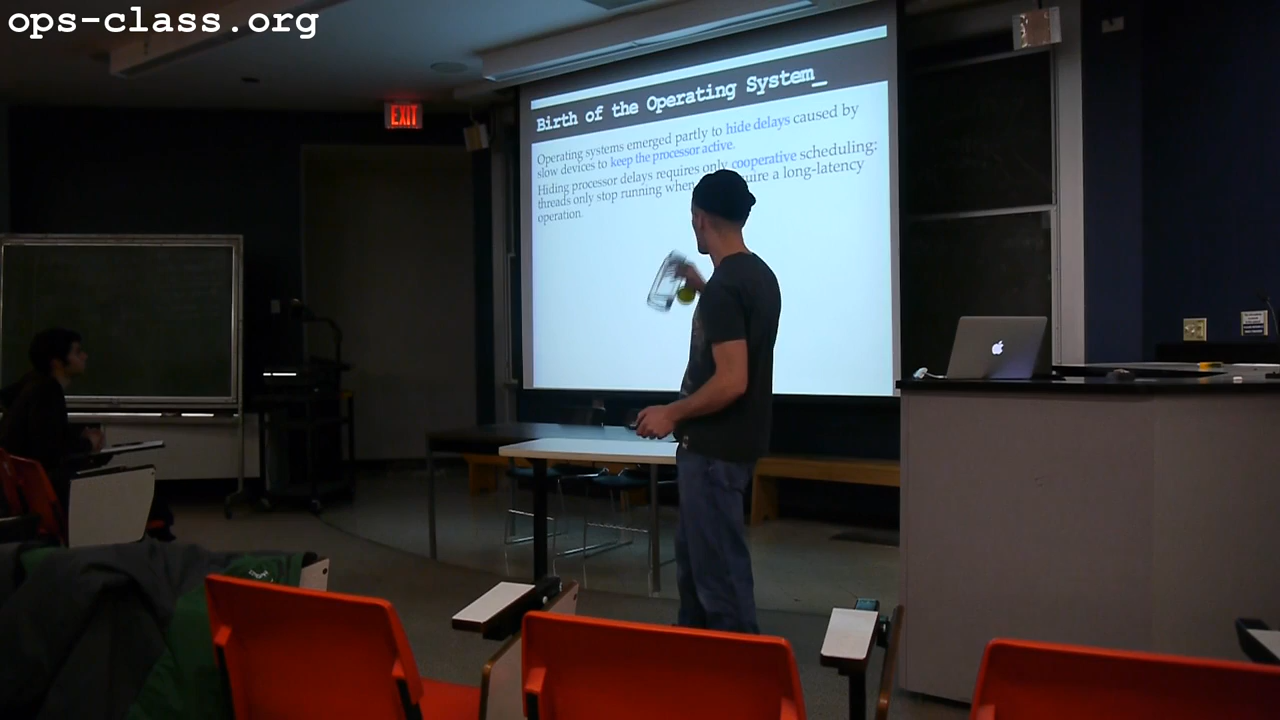 ops-class.org
EXIT
Birth of the Operating System_
Operating systems emerged partly to hide delays caused by
slow devices to keep the processor active.
Hiding processor delays requires only cooperative scheduling:
threads only stop running when a long-latency
operation.